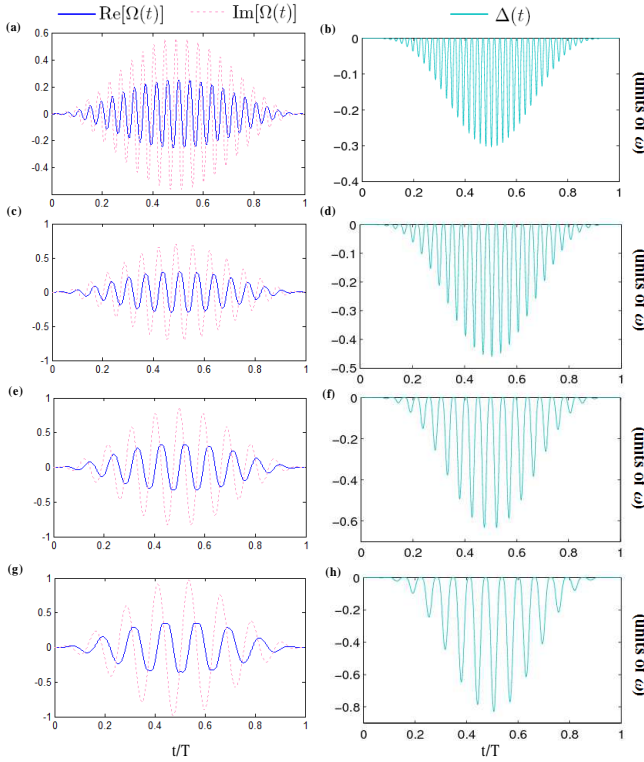 Re[Ω(t)] Im[Ω(t)] Δ(t)
(a) (b)
0.6 0.4 0.2 0 0.2 0.4
0 −0.1 −0.2 −0.3 −0.4
0 0.2 0.4 0.6 0.8 1
0 0.2 0.4 0.6 0.8 1
(units of ω)
(c) (d)
1 0.5 0 -0.5 -1
0 −0.1 −0.2 −0.3 −0.4 −0.5
0 0.2 0.4 0.6 0.8 1
0 0.2 0.4 0.6 0.8 1
(units of ω)
(e) (f)
1 0.5 0 -0.5 -1
0 −0.2 −0.4 −0.6
0 0.2 0.4 0.6 0.8 1
0 0.2 0.4 0.6 0.8 1
(units of ω)
(g) (h)
1 0.5 0 -0.5 -1
0 −0.2 −0.4 −0.6 −0.8
0 0.2 0.4 0.6 0.8 1
0 0.2 0.4 0.6 0.8 1
(units of ω)
t/T t/T